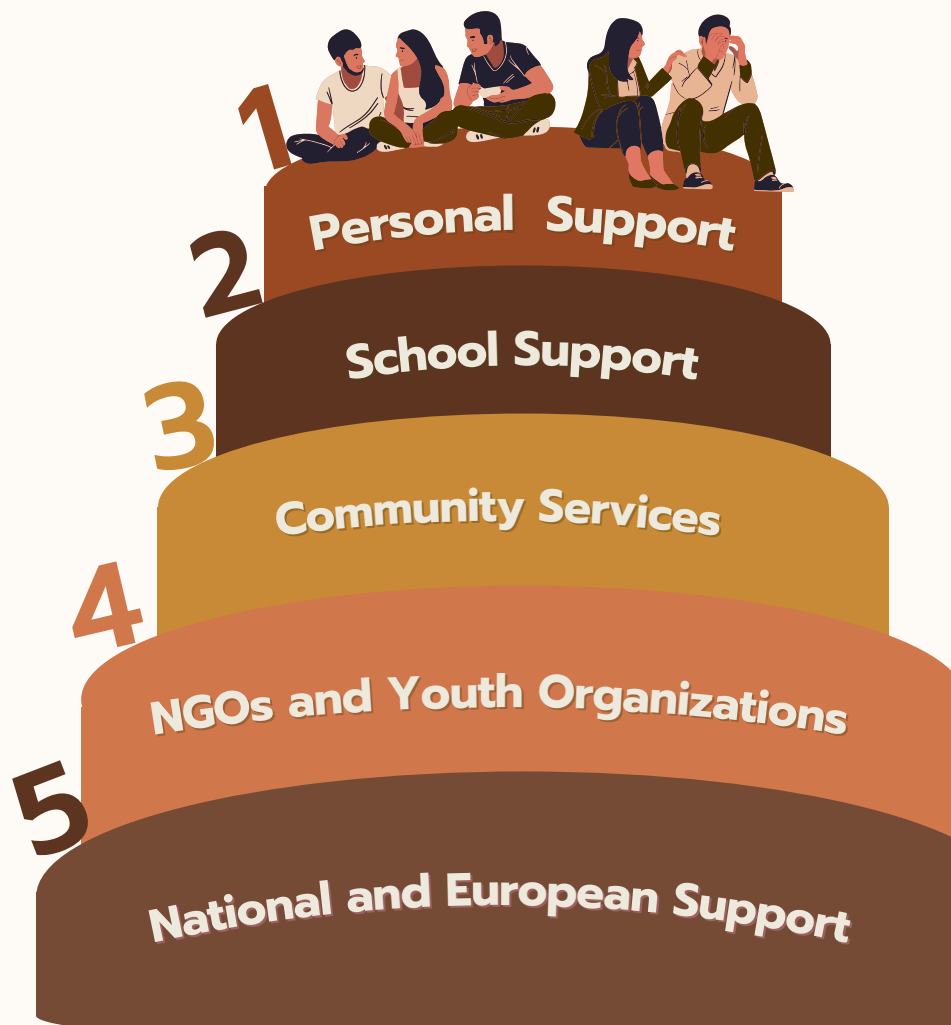 1
Personal Support
2
School Support
3
Community Services
4
NGOs and Youth Organizations
5
National and European Support